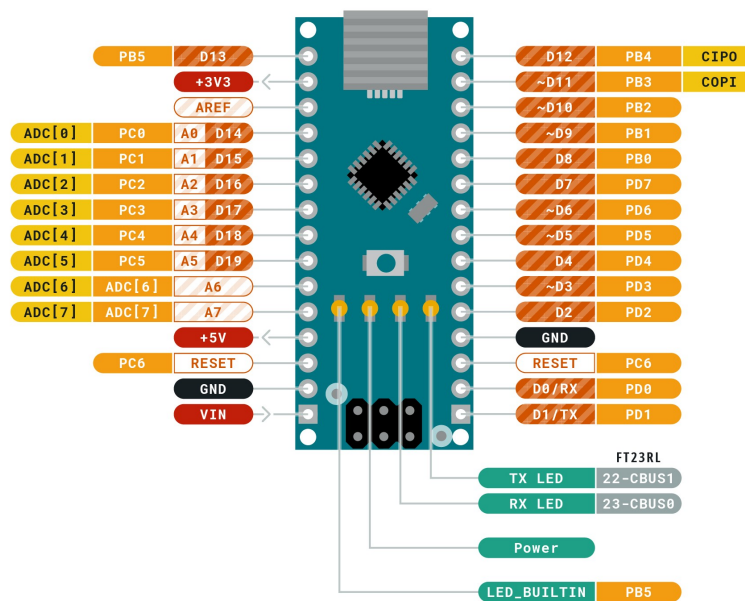 PB5 D13 D12 PB4 CIPO
+3V3 ~D11 PB3 COPI
AREF ~D10 PB2
ADC[0] PC0 A0 D14 ~D9 PB1
ADC[1] PC1 A1 D15 D8 PB0
ADC[2] PC2 A2 D16 D7 PD7
ADC[3] PC3 A3 D17 ~D6 PD6
ADC[4] PC4 A4 D18 ~D5 PD5
ADC[5] PC5 A5 D19 D4 PD4
ADC[6] ADC[6] A6 ~D3 PD3
ADC[7] ADC[7] A7 D2 PD2
+5V GND
PC6 RESET RESET PC6
GND D0/RX PD0
VIN D1/TX PD1
FT23RL
TX LED 22-CBUS1
RX LED 23-CBUS0
Power
LED_BUILTIN PB5